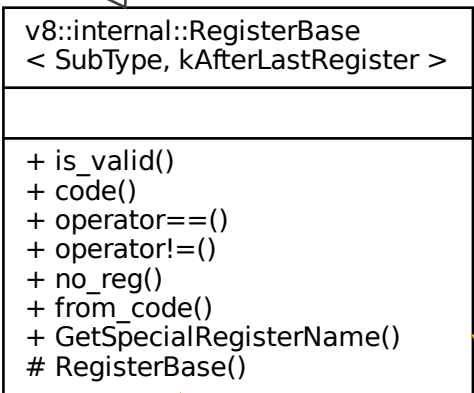 v8::internal::RegisterBase
< SubType, kAfterLastRegister >
+ is_valid()
+ code()
+ operator==()
+ operator!=()
+ no_reg()
+ from_code()
+ GetSpecialRegisterName()
# RegisterBase()